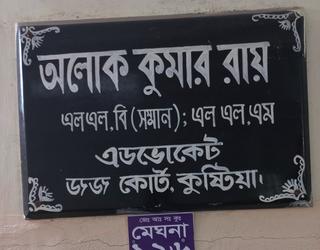 অলোক কুমার রায়
এলএল.বি (সম্মান); এল এল.এম
এডভোকেট
জজ কোর্ট, কুষ্টিয়া।
মেঘনা